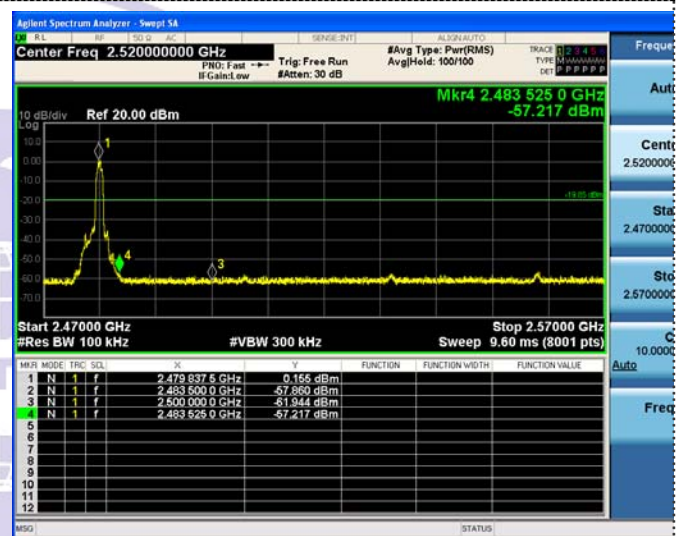 Agilent Spectrum Analyzer - Swept SA
RL RF 50 Ω AC SENSE:INT ALIGNAUTO
Center Freq 2.520000000 GHz #Avg Type: Pwr(RMS) TRACE 1 2 3 4 5 6
PNO: Fast Trig: Free Run Avg|Hold: 100/100 TYPE
IFGain:Low #Atten: 30 dB DET P P P P P P
Mkr4 2.483 525 0 GHz
10 dB/div Ref 20.00 dBm -57.217 dBm
Log
10.0
1
0.00
-10.0
-19.85 dBm
-20.0
-30.0
-40.0
-50.0
4
3
-60.0
-70.0
Start 2.47000 GHz Stop 2.57000 GHz
#Res BW 100 kHz #VBW 300 kHz Sweep 9.60 ms (8001 pts)
MKR MODE TRC SCL X Y FUNCTION FUNCTION WIDTH FUNCTION VALUE
1 N 1 f 2.479 837 5 GHz 0.155 dBm
2 N 1 f 2.483 500 0 GHz -57.860 dBm
3 N 1 f 2.500 000 0 GHz -61.944 dBm
4 N 1 f 2.483 525 0 GHz -57.217 dBm
5
6
7
8
9
10
11
12
MSG STATUS
Freque
Aut
Cente
2.5200000
Sta
2.4700000
Sto
2.5700000
C
10.0000
Auto
Freq